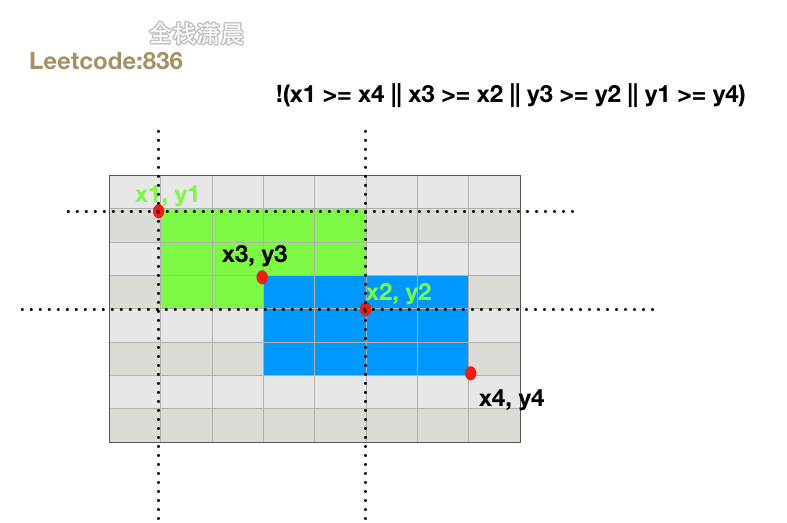 全栈潇晨
Leetcode:836
!(x1 >= x4 || x3 >= x2 || y3 >= y2 || y1 >= y4)
x1, y1
x3, y3
x2, y2
x4, y4